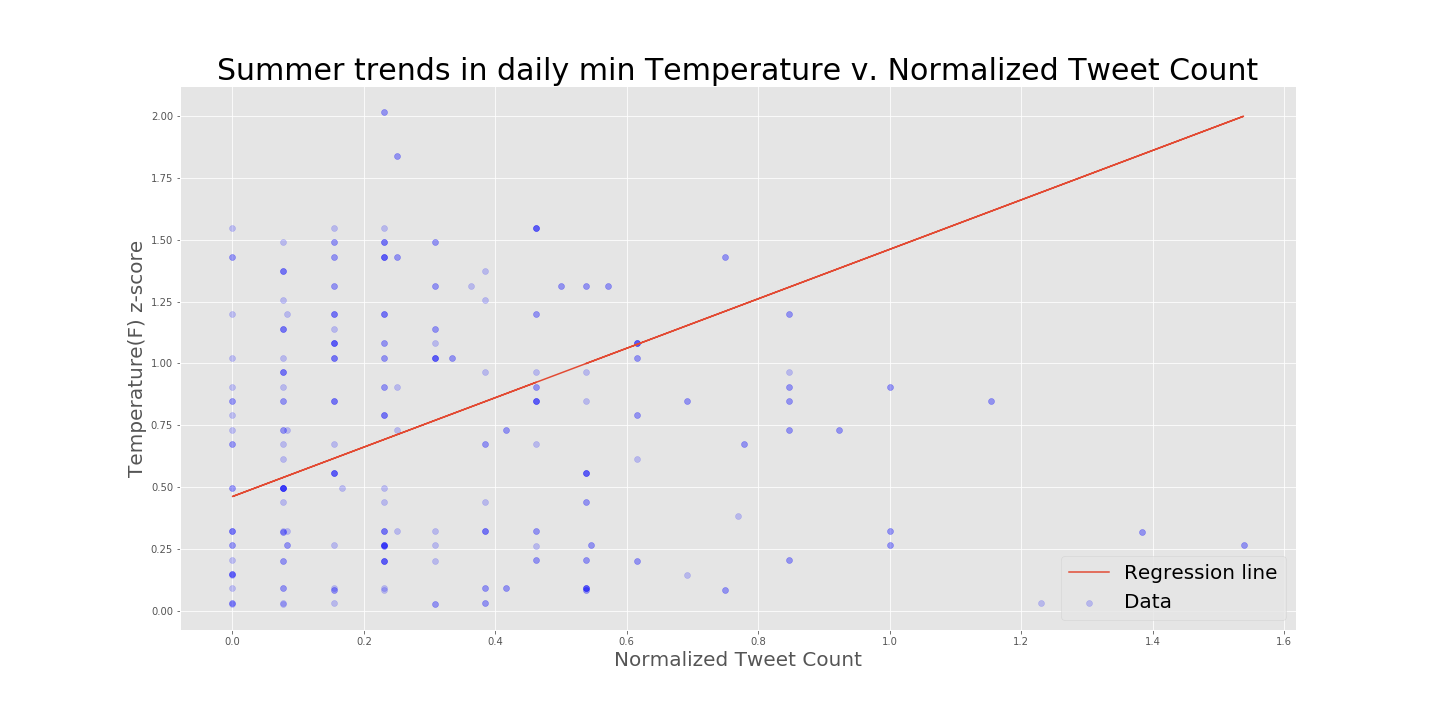 Summer trends in daily min Temperature v. Normalized Tweet Count
Temperature(F) z-score
2.00
1.75
1.50
1.25
1.00
0.75
0.50
0.25
0.00
Regression line
Data
0.0 0.2 0.4 0.6 0.8 1.0 1.2 1.4 1.6
Normalized Tweet Count